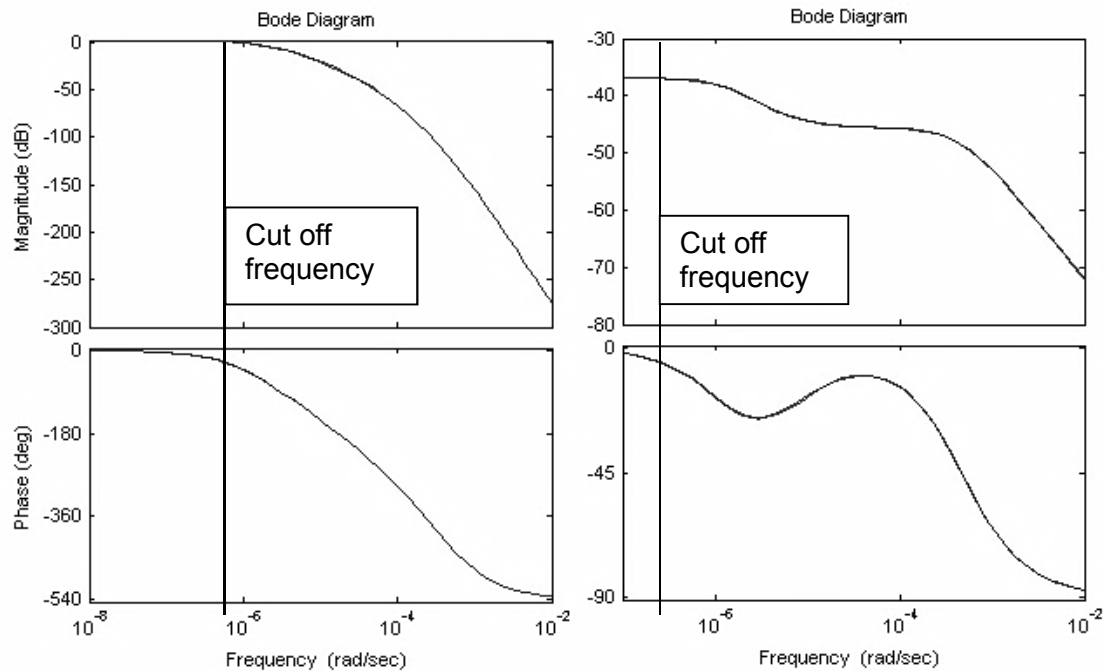 Bode Diagram
0
-50
-100
-150
-200
-250
-300
Magnitude (dB)
Cut off
frequency
0
-180
-360
-540
Phase (deg)
10-8
10-6
10-4
10-2
Frequency (rad/sec)
Bode Diagram
-30
-40
-50
-60
-70
-80
Cut off
frequency
0
-45
-90
10-6
10-4
10-2
Frequency (rad/sec)